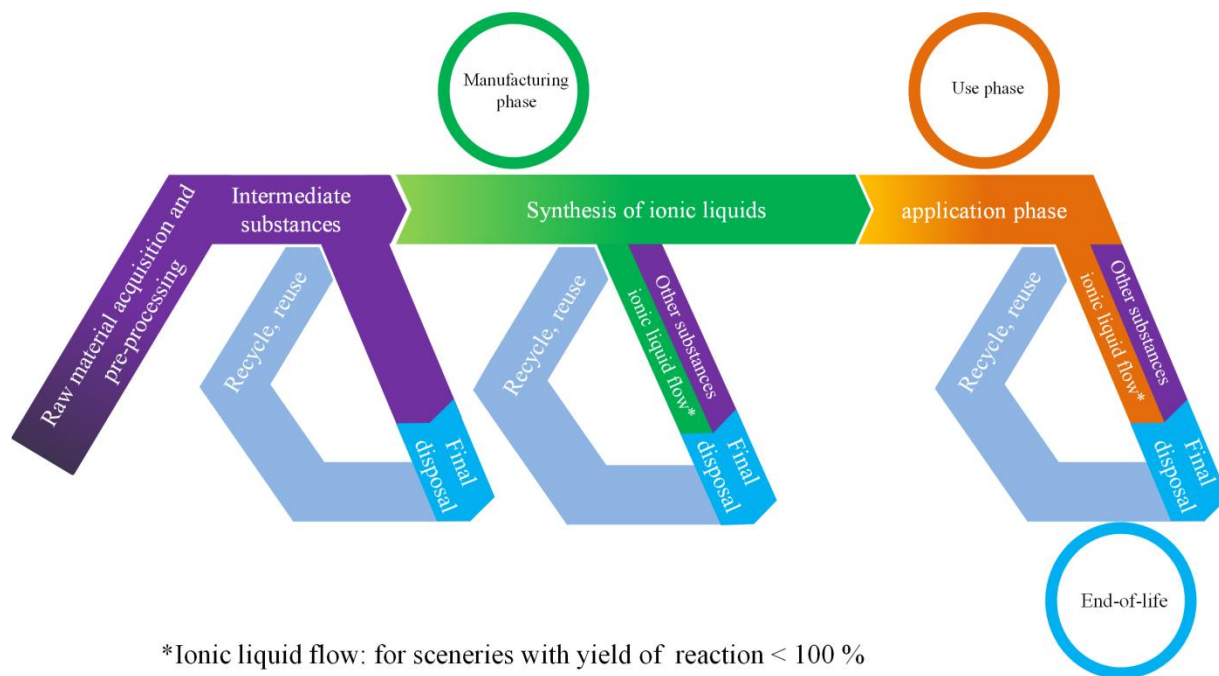 Manufacturing
phase
Use phase
Raw material acquisition and
pre-processing
Intermediate
substances
Synthesis of ionic liquids
application phase
Recycle, reuse
Final
disposal
Recycle, reuse
ionic liquid flow*
Other substances
Final
disposal
Recycle, reuse
ionic liquid flow*
Other substances
Final
disposal
End-of-life
*Ionic liquid flow: for sceneries with yield of reaction < 100 %